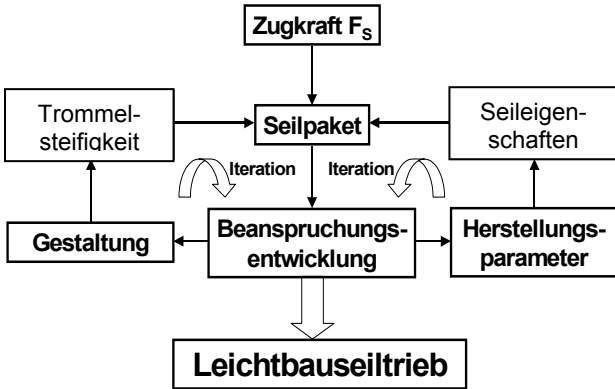 Zugkraft F_S
Trommel-
steifigkeit
Seilpaket
Seileigen-
schaften
Iteration
Iteration
Gestaltung
Beanspruchungs-
entwicklung
Herstellungs-
parameter
Leichtbauseiltrieb